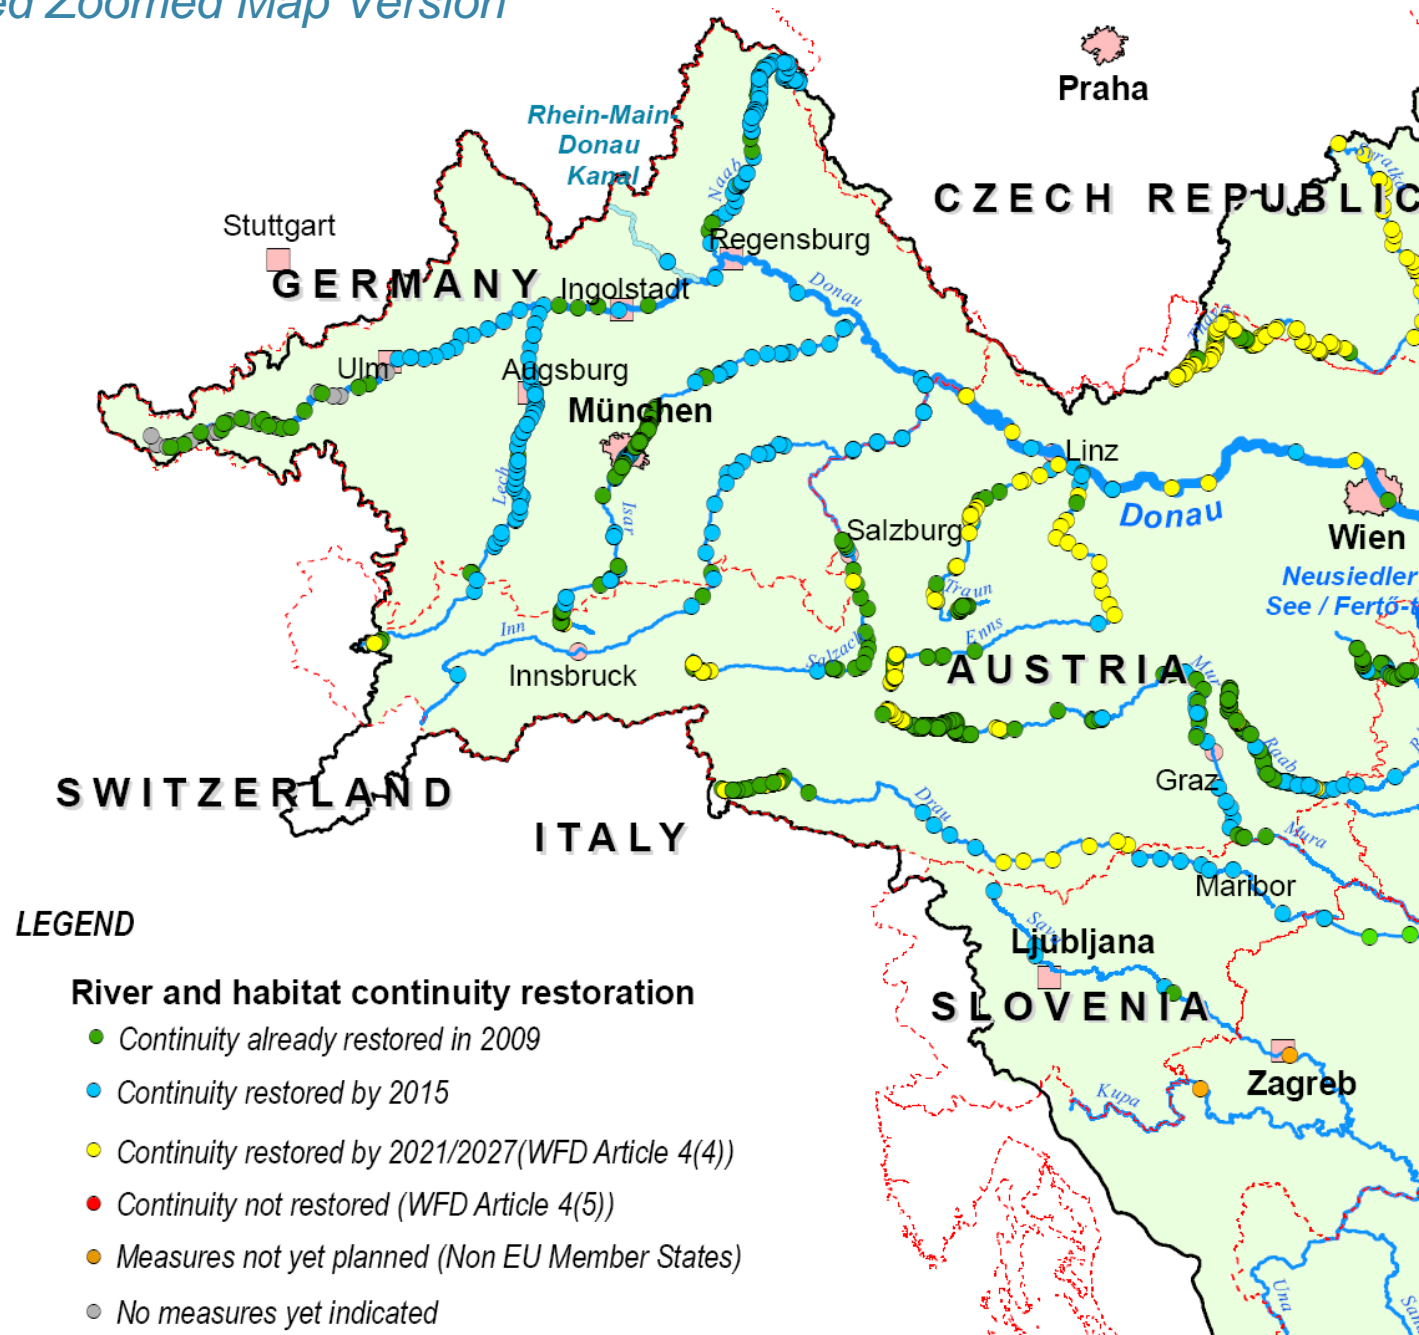 ed Zoomed Map Version
Praha
Rhein-Main-
Donau
Kanal
Naab
Svratka
CZECH REPUBLIC
Stuttgart
Regensburg
GERMANY
Ingolstadt
Donau
Thaya
Ulm
Augsburg
München
Linz
Lech
Isar
Donau
Salzburg
Wien
Neusiedler
See / Fertő-t
Traun
Inn
Enns
Innsbruck
Salzach
AUSTRIA
Mur
Raab
SWITZERLAND
Graz
ITALY
Drau
Mura
Maribor
LEGEND
Sava
Ljubljana
River and habitat continuity restoration
SLOVENIA
Continuity already restored in 2009
Zagreb
Continuity restored by 2015
Kupa
Continuity restored by 2021/2027(WFD Article 4(4))
Continuity not restored (WFD Article 4(5))
Measures not yet planned (Non EU Member States)
No measures yet indicated
Una